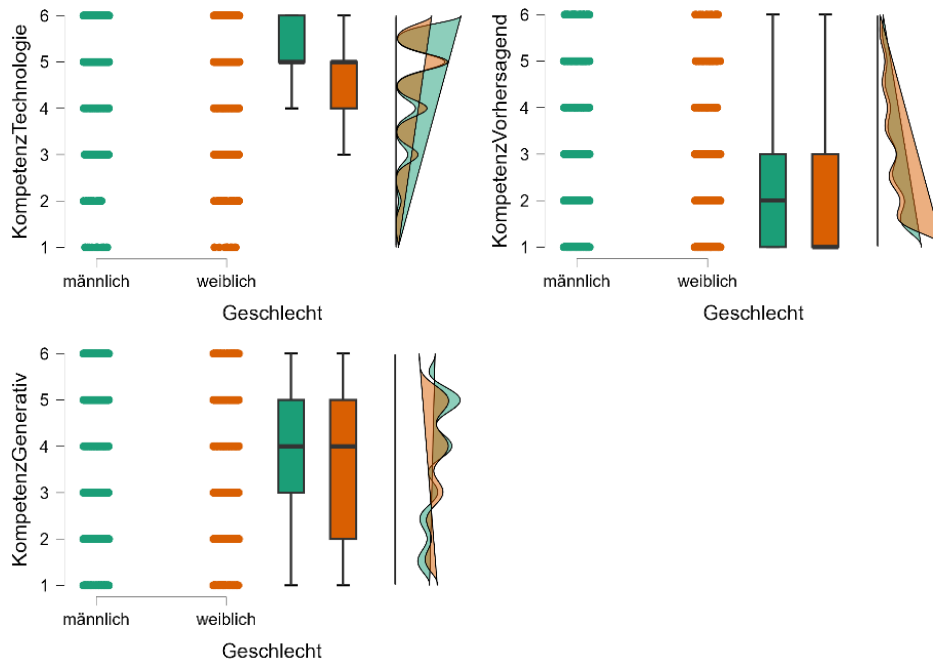 KompetenzTechnologie
6
5
4
3
2
1
männlich weiblich
Geschlecht
KompetenzVorhersagend
6
5
4
3
2
1
männlich weiblich
Geschlecht
KompetenzGenerativ
6
5
4
3
2
1
männlich weiblich
Geschlecht